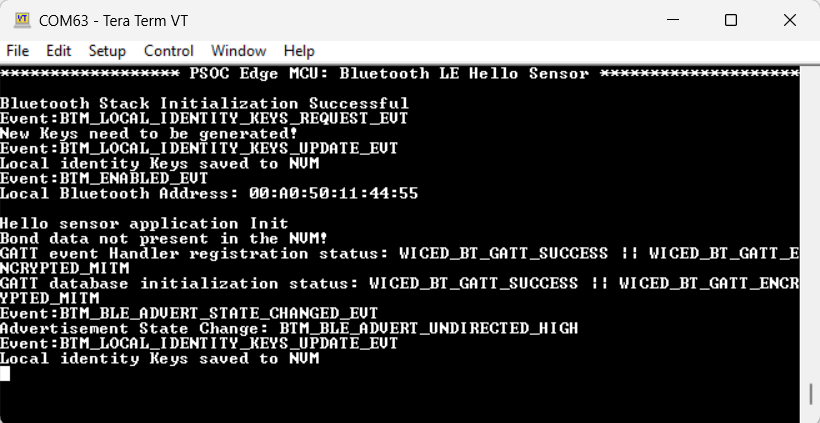 COM63 - Tera Term VT
File Edit Setup Control Window Help
****************** PSOC Edge MCU: Bluetooth LE Hello Sensor ********************
Bluetooth Stack Initialization Successful
Event:BTM_LOCAL_IDENTITY_KEYS_REQUEST_EVT
New Keys need to be generated!
Event:BTM_LOCAL_IDENTITY_KEYS_UPDATE_EVT
Local identity Keys saved to NVM
Event:BTM_ENABLED_EVT
Local Bluetooth Address: 00:A0:50:11:44:55
Hello sensor application Init
Bond data not present in the NVM!
GATT event Handler registration status: WICED_BT_GATT_SUCCESS || WICED_BT_GATT_E
NCRYPTED_MITM
GATT database initialization status: WICED_BT_GATT_SUCCESS || WICED_BT_GATT_ENCR
YPTED_MITM
Event:BTM_BLE_ADVERT_STATE_CHANGED_EVT
Advertisement State Change: BTM_BLE_ADVERT_UNDIRECTED_HIGH
Event:BTM_LOCAL_IDENTITY_KEYS_UPDATE_EVT
Local identity Keys saved to NVM